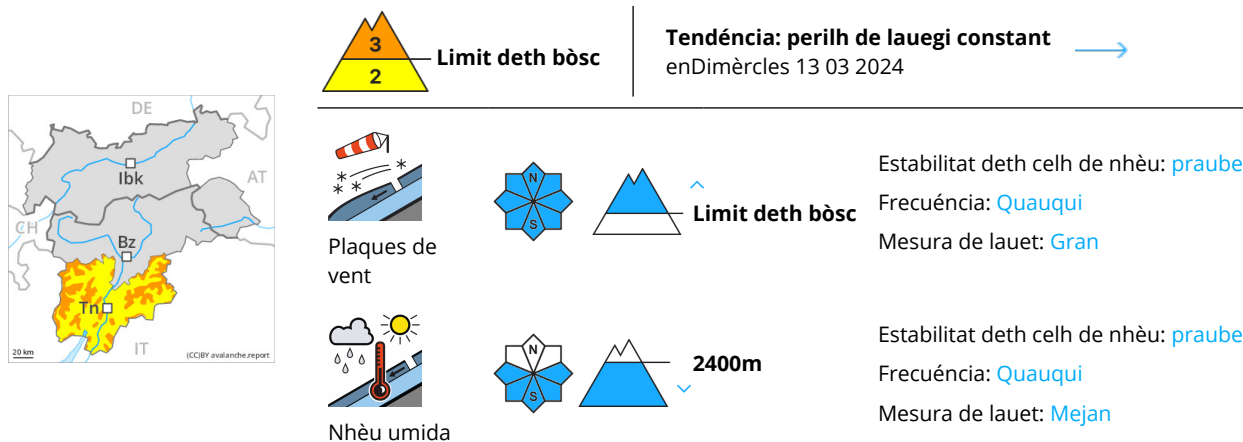 3
2
Limit deth bòsc
Tendéncia: perilh de lauegi constant
enDimèrcles 13 03 2024
DE
Ibk
AT
CH
Bz
Tn
IT
20 km
(CC)BY avalanche.report
Plaques de
vent
N
S
Limit deth bòsc
Estabilitat deth celh de nhèu: praube
Frecuéncia: Quauqui
Mesura de lauet: Gran
Nhèu umida
N
S
2400m
Estabilitat deth celh de nhèu: praube
Frecuéncia: Quauqui
Mesura de lauet: Mejan